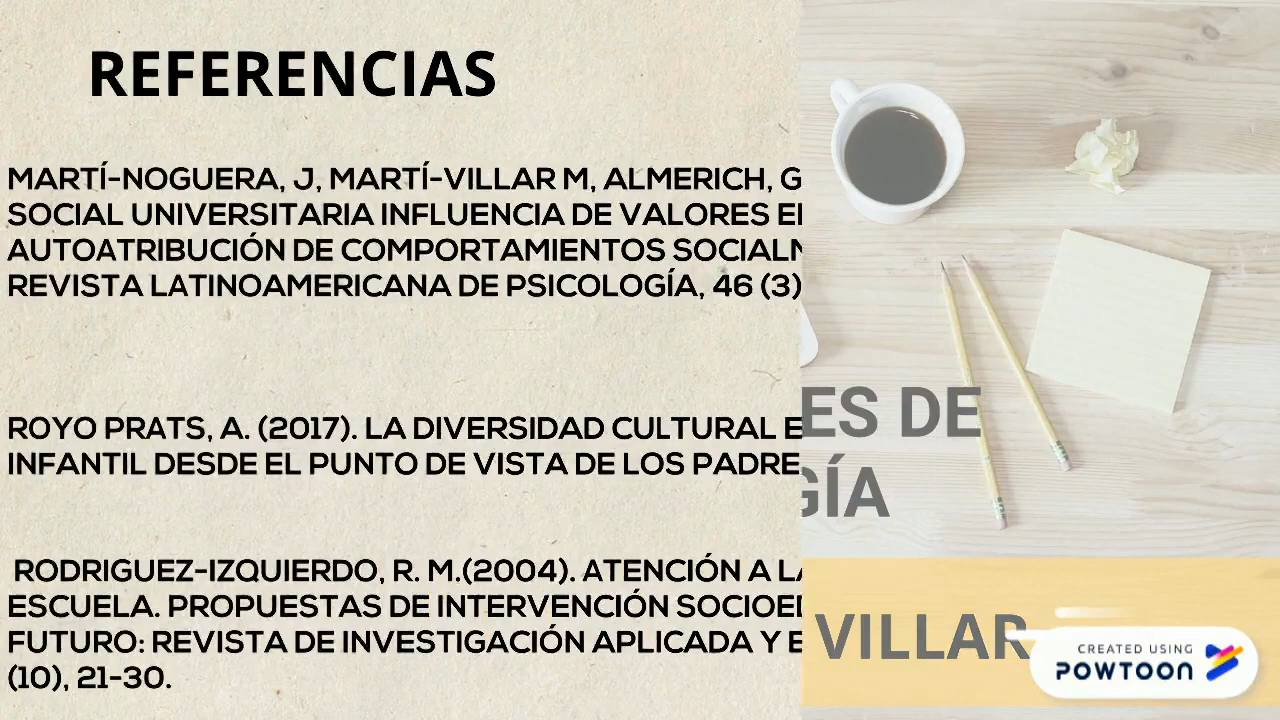 REFERENCIAS
MARTÍ-NOGUERA, J, MARTÍ-VILLAR M, ALMERICH, G
SOCIAL UNIVERSITARIA INFLUENCIA DE VALORES
AUTOATRIBUCIÓN DE COMPORTAMIENTOS
REVISTA LATINOAMERICANA DE PSICOLOGÍA, 46 (3)
ROYO PRATS, A. (2017). LA DIVERSIDAD CULTURAL
INFANTIL DESDE EL PUNTO DE VISTA DE LOS PADRE
RODRIGUEZ-IZQUIERDO, R. M.(2004). ATENCIÓN A
ESCUELA. PROPUESTAS DE INTERVENCIÓN
FUTURO: REVISTA DE INVESTIGACIÓN APLICADA Y
(10), 21-30.
ES DE
GÍA
VILLAR
CREATED USING
POWTOON